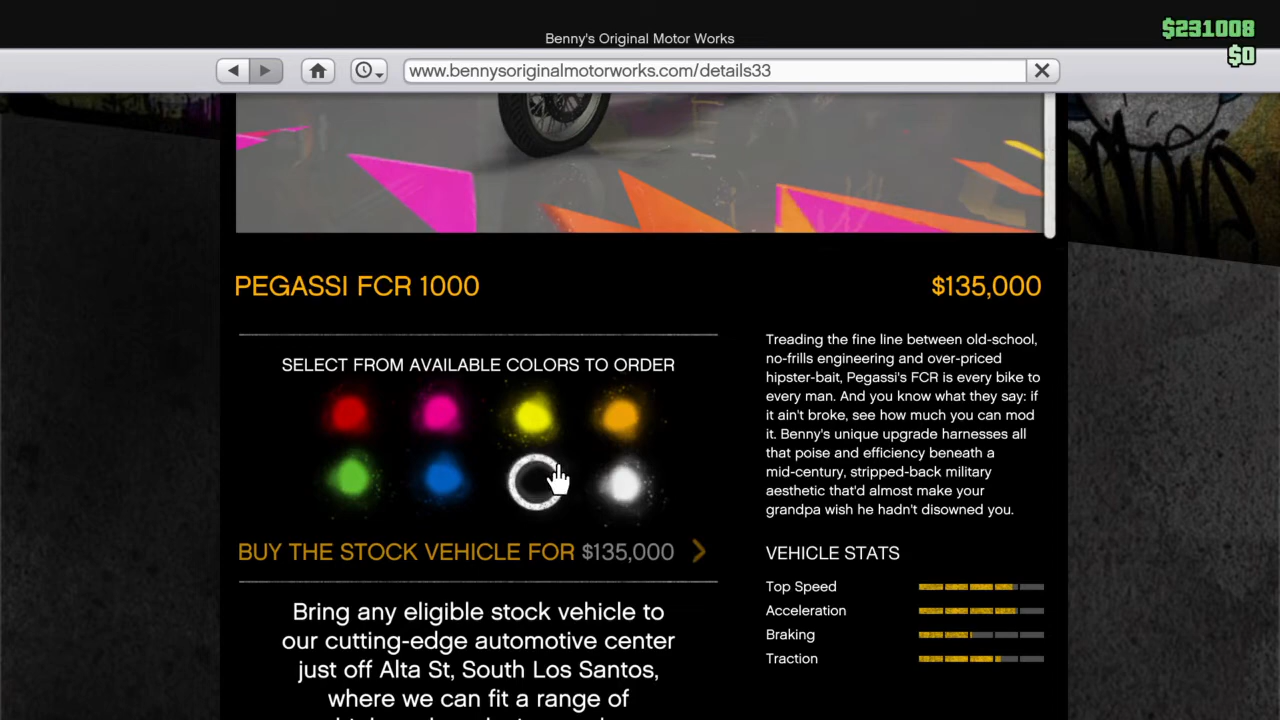 $231008
Benny's Original Motor Works
$0
www.bennysoriginalmotorworks.com/details33
PEGASSI FCR 1000
$135,000
SELECT FROM AVAILABLE COLORS TO ORDER
BUY THE STOCK VEHICLE FOR $135,000
Bring any eligible stock vehicle to
our cutting-edge automotive center
just off Alta St, South Los Santos,
where we can fit a range of
Treading the fine line between old-school,
no-frills engineering and over-priced
hipster-bait, Pegassi's FCR is every bike to
every man. And you know what they say: if
it ain't broke, see how much you can mod
it. Benny's unique upgrade harnesses all
that poise and efficiency beneath a
mid-century, stripped-back military
aesthetic that'd almost make your
grandpa wish he hadn't disowned you.
VEHICLE STATS
Top Speed
Acceleration
Braking
Traction